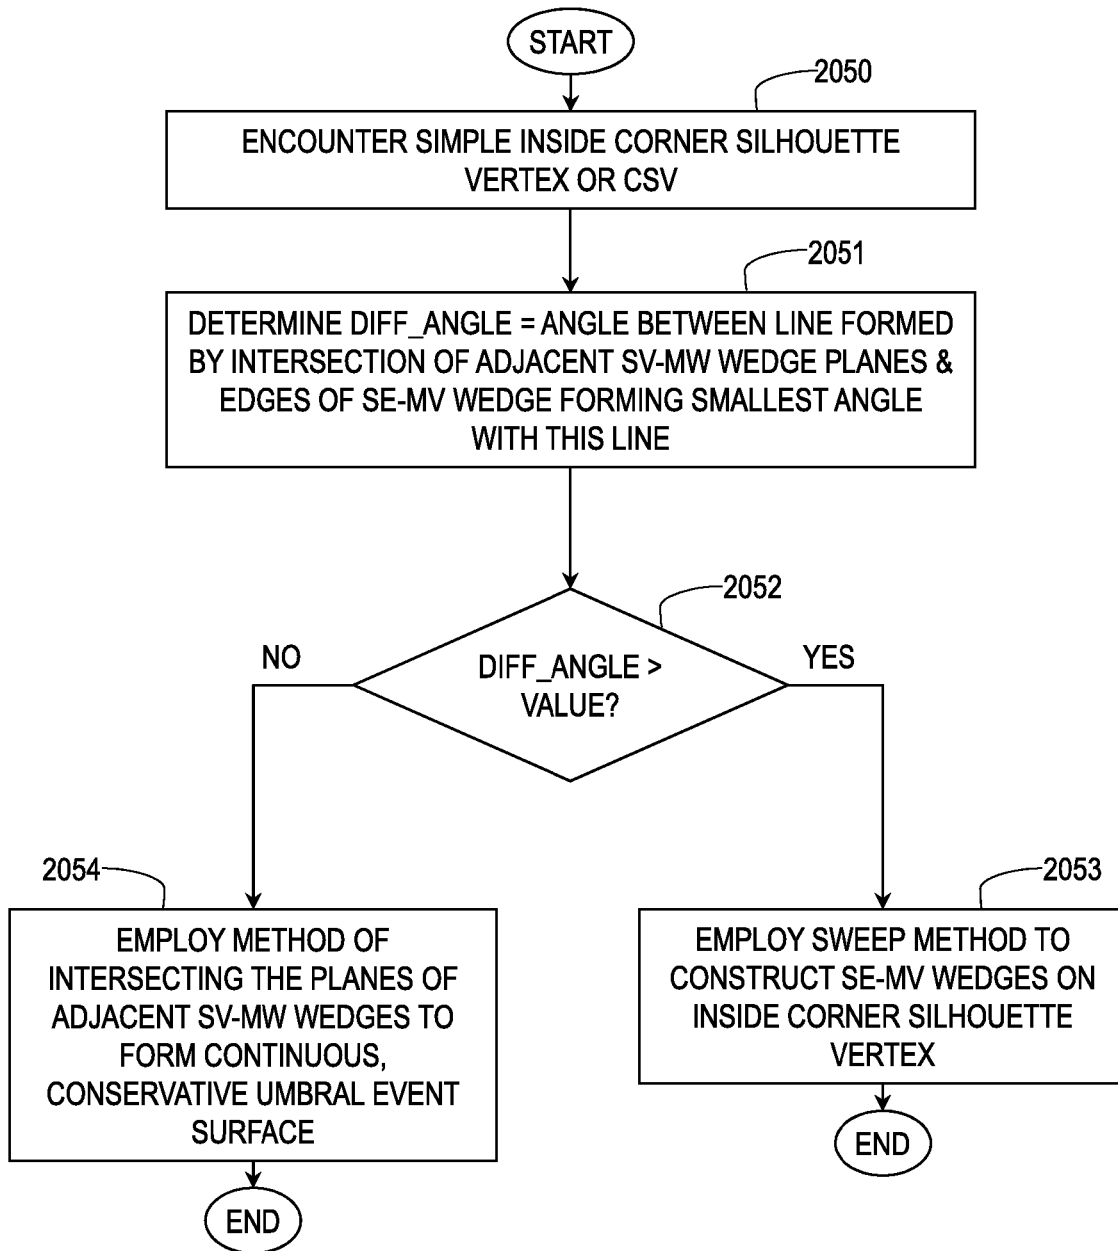 START
2050
ENCOUNTER SIMPLE INSIDE CORNER SILHOUETTE
VERTEX OR CSV
2051
DETERMINE DIFF_ANGLE = ANGLE BETWEEN LINE FORMED
BY INTERSECTION OF ADJACENT SV-MW WEDGE PLANES &
EDGES OF SE-MV WEDGE FORMING SMALLEST ANGLE
WITH THIS LINE
2052
NO
YES
DIFF_ANGLE >
VALUE?
2054
EMPLOY METHOD OF
INTERSECTING THE PLANES OF
ADJACENT SV-MW WEDGES TO
FORM CONTINUOUS,
CONSERVATIVE UMBRAL EVENT
SURFACE
END
2053
EMPLOY SWEEP METHOD TO
CONSTRUCT SE-MV WEDGES ON
INSIDE CORNER SILHOUETTE
VERTEX
END